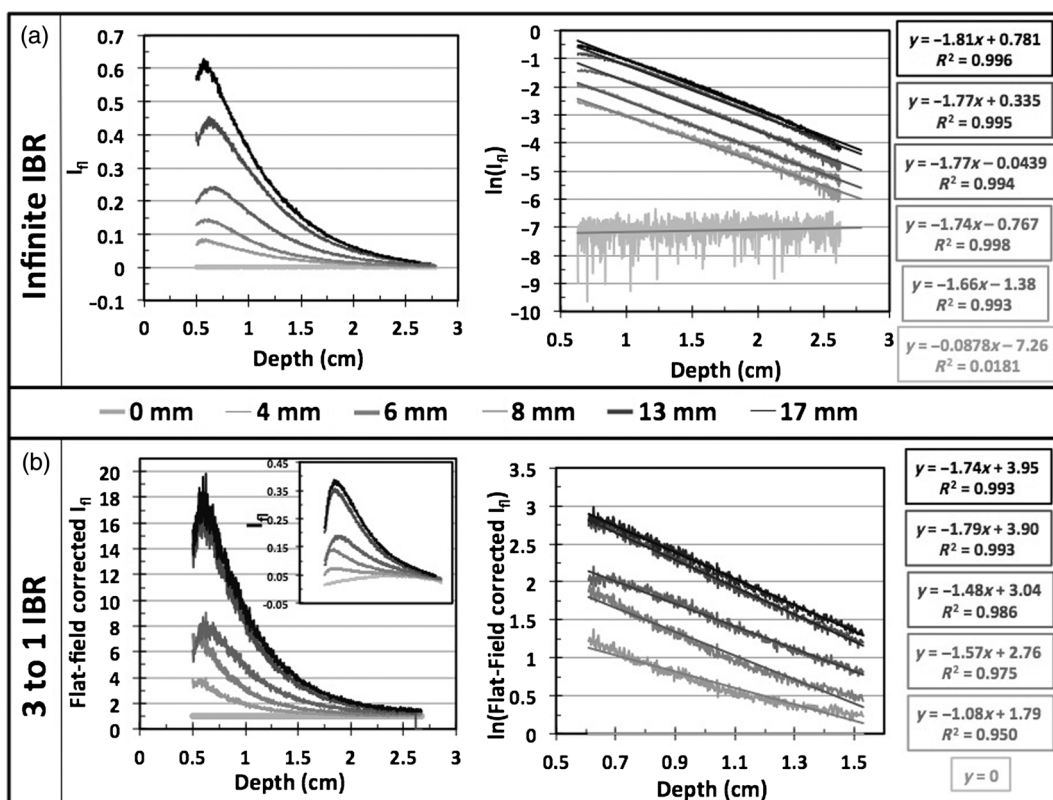 (a)
Infinite IBR
0.7
0.6
0.5
0.4
0.3
0.2
0.1
0
−0.1
Ifl
0 0.5 1 1.5 2 2.5 3
Depth (cm)
0
−1
−2
−3
−4
−5
−6
−7
−8
−9
−10
ln(Ifl)
0.5 1 1.5 2 2.5 3
Depth (cm)
y = −1.81x + 0.781
R² = 0.996
y = −1.77x + 0.335
R² = 0.995
y = −1.77x − 0.0439
R² = 0.994
y = −1.74x − 0.767
R² = 0.998
y = −1.66x − 1.38
R² = 0.993
y = −0.0878x − 7.26
R² = 0.0181
0 mm 4 mm 6 mm 8 mm 13 mm 17 mm
(b)
3 to 1 IBR
20
18
16
14
12
10
8
6
4
2
0
Flat-field corrected Ifl
0 0.5 1 1.5 2 2.5 3
Depth (cm)
0.45
0.35
0.25
0.15
0.05
-0.05
Ifl
3.5
3
2.5
2
1.5
1
0.5
0
ln(Flat-Field corrected Ifl)
0.5 0.7 0.9 1.1 1.3 1.5
Depth (cm)
y = −1.74x + 3.95
R² = 0.993
y = −1.79x + 3.90
R² = 0.993
y = −1.48x + 3.04
R² = 0.986
y = −1.57x + 2.76
R² = 0.975
y = −1.08x + 1.79
R² = 0.950
y = 0